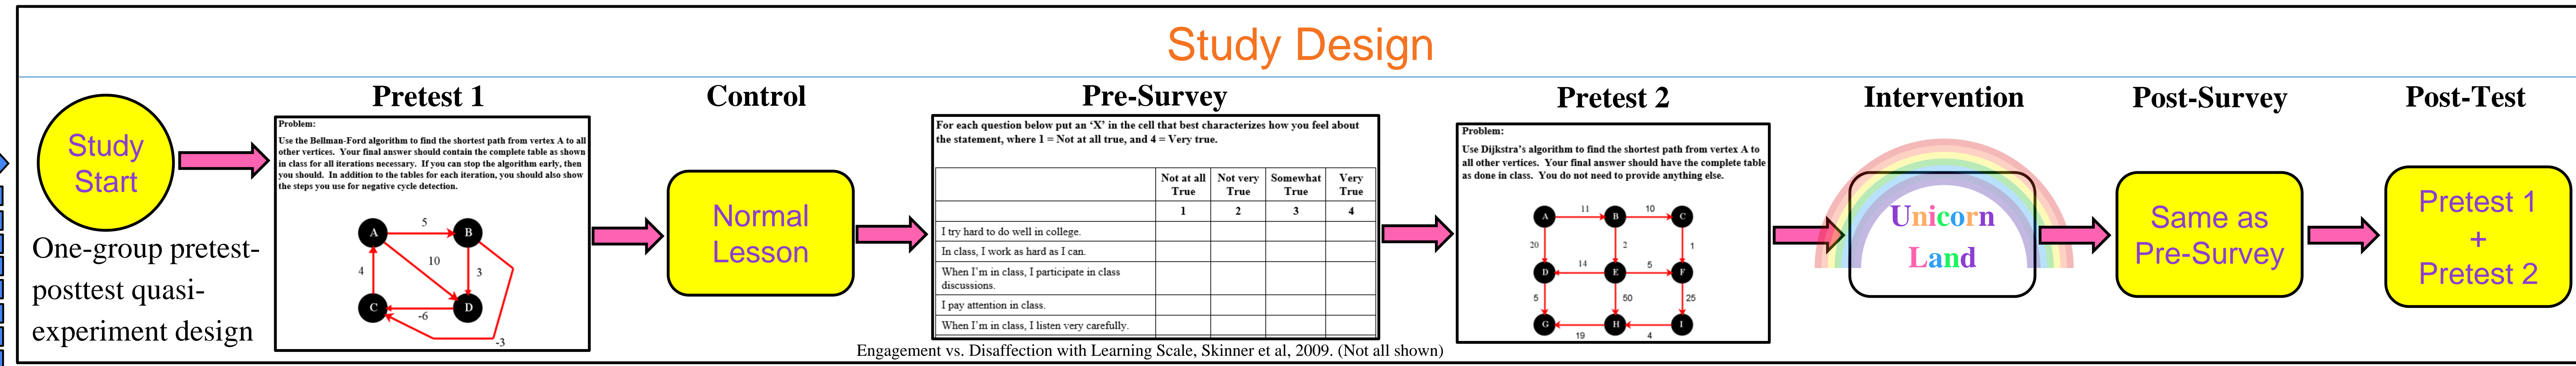 Study Design
Study
Start
One-group pretest-
posttest quasi-
experiment design
Pretest 1
Problem:
Use the Bellman-Ford algorithm to find the shortest path from vertex A to all
other vertices. Your final answer should contain the complete table as shown
in class for all iterations necessary. If you can stop the algorithm early, then
you should. In addition to the tables for each iteration, you should also show
the steps you use for negative cycle detection.
A
5
B
4
10
3
C
-6
D
-3
Control
Normal
Lesson
Pre-Survey
For each question below put an ‘X’ in the cell that best characterizes how you feel about
the statement, where 1 = Not at all true, and 4 = Very true.
Not at all True
Not very True
Somewhat True
Very True
1
2
3
4
I try hard to do well in college.
In class, I work as hard as I can.
When I'm in class, I participate in class
discussions.
I pay attention in class.
When I'm in class, I listen very carefully.
Engagement vs. Disaffection with Learning Scale, Skinner et al, 2009. (Not all shown)
Pretest 2
Problem:
Use Dijkstra's algorithm to find the shortest path from vertex A to
all other vertices. Your final answer should have the complete table
as done in class. You do not need to provide anything else.
A
11
B
10
C
20
2
1
D
14
E
5
F
5
50
25
G
19
H
4
I
Intervention
Unicorn
Land
Post-Survey
Same as
Pre-Survey
Post-Test
Pretest 1
+
Pretest 2